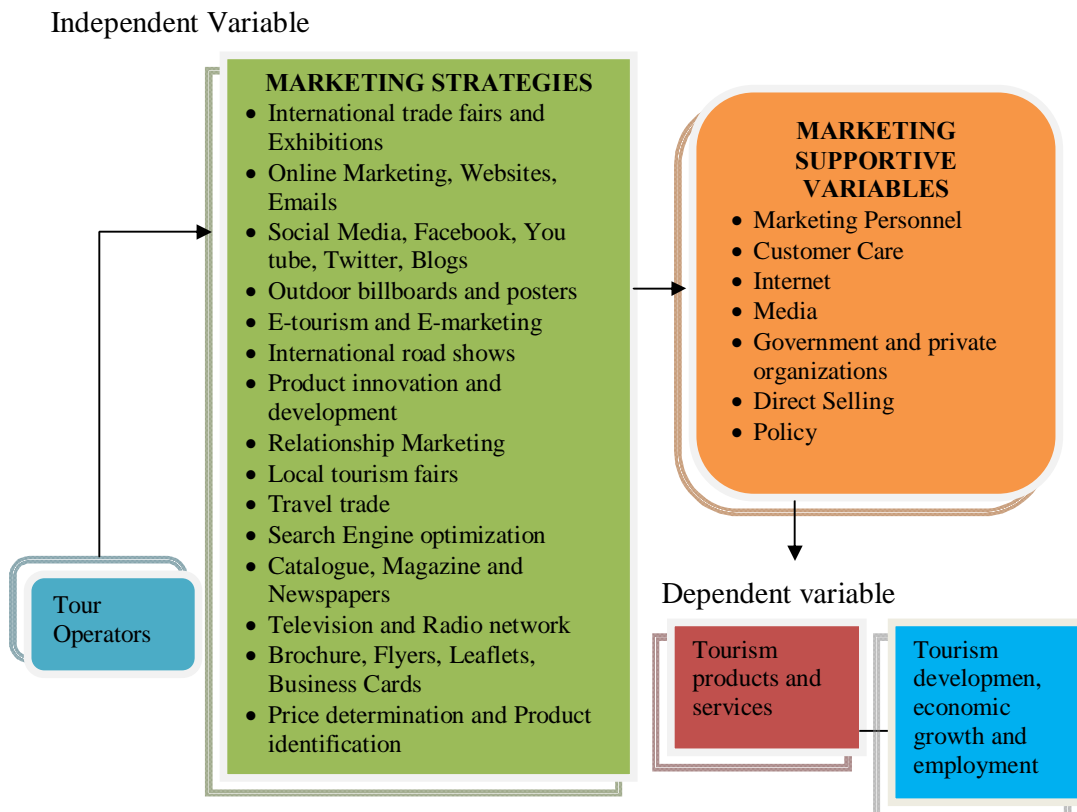 Independent Variable
MARKETING STRATEGIES
• International trade fairs and
Exhibitions
• Online Marketing, Websites,
Emails
• Social Media, Facebook, You
tube, Twitter, Blogs
• Outdoor billboards and posters
• E-tourism and E-marketing
• International road shows
• Product innovation and
development
• Relationship Marketing
• Local tourism fairs
• Travel trade
• Search Engine optimization
• Catalogue, Magazine and
Newspapers
• Television and Radio network
• Brochure, Flyers, Leaflets,
Business Cards
• Price determination and Product
identification
MARKETING
SUPPORTIVE
VARIABLES
• Marketing Personnel
• Customer Care
• Internet
• Media
• Government and private
organizations
• Direct Selling
• Policy
Tour
Operators
Dependent variable
Tourism
products and
services
Tourism
developmen,
economic
growth and
employment